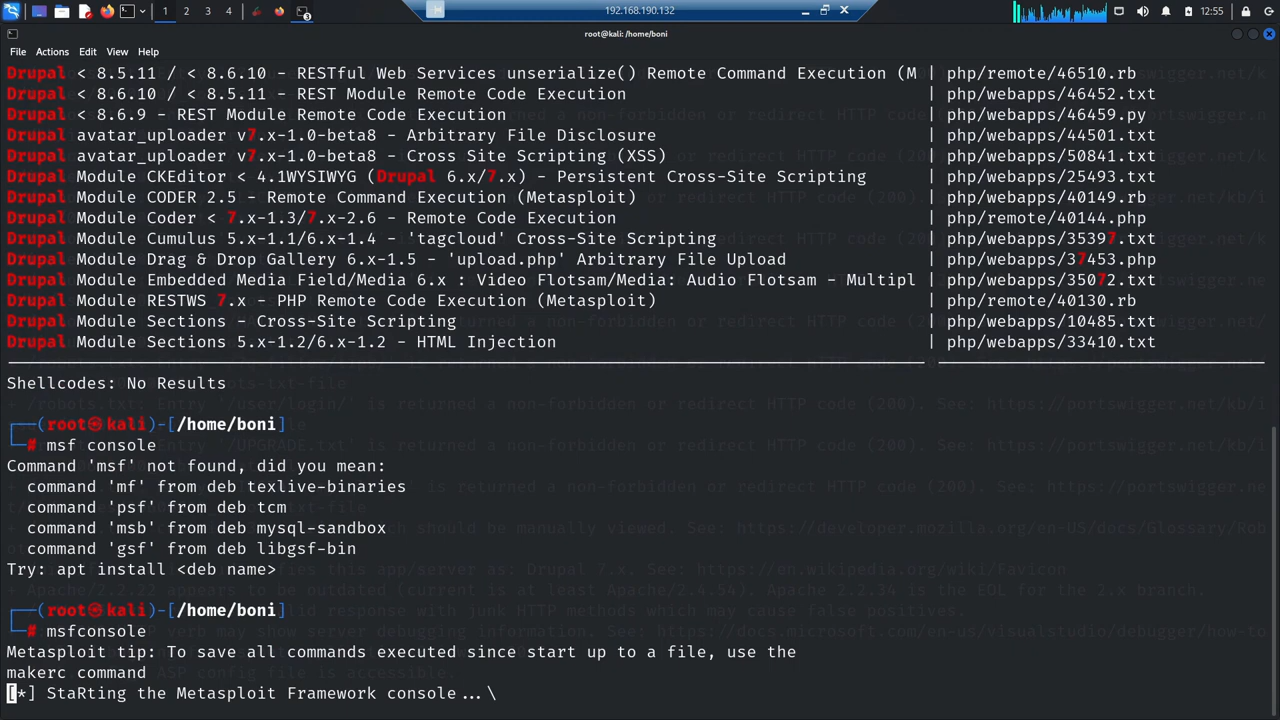 192.168.190.132
1 2 3 4
3
12:55
root@kali: /home/boni
File Actions Edit View Help
Drupal < 8.5.11 / < 8.6.10 - RESTful Web Services unserialize() Remote Command Execution (M | php/remote/46510.rb
Drupal < 8.6.10 / < 8.5.11 - REST Module Remote Code Execution | php/webapps/46452.txt
Drupal < 8.6.9 - REST Module Remote Code Execution | php/webapps/46459.py
Drupal avatar_uploader v7.x-1.0-beta8 - Arbitrary File Disclosure | php/webapps/44501.txt
Drupal avatar_uploader v7.x-1.0-beta8 - Cross Site Scripting (XSS) | php/webapps/50841.txt
Drupal Module CKEditor < 4.1WYSIWYG (Drupal 6.x/7.x) - Persistent Cross-Site Scripting | php/webapps/25493.txt
Drupal Module CODER 2.5 - Remote Command Execution (Metasploit) | php/webapps/40149.rb
Drupal Module Coder < 7.x-1.3/7.x-2.6 - Remote Code Execution | php/remote/40144.php
Drupal Module Cumulus 5.x-1.1/6.x-1.4 - 'tagcloud' Cross-Site Scripting | php/webapps/35397.txt
Drupal Module Drag & Drop Gallery 6.x-1.5 - 'upload.php' Arbitrary File Upload | php/webapps/37453.php
Drupal Module Embedded Media Field/Media 6.x : Video Flotsam/Media: Audio Flotsam - Multipl | php/webapps/35072.txt
Drupal Module RESTWS 7.x - PHP Remote Code Execution (Metasploit) | php/remote/40130.rb
Drupal Module Sections - Cross-Site Scripting | php/webapps/10485.txt
Drupal Module Sections 5.x-1.2/6.x-1.2 - HTML Injection | php/webapps/33410.txt
Shellcodes: No Results
┌──(root㉿kali)-[/home/boni]
└─# msf console
Command 'msf' not found, did you mean:
command 'mf' from deb texlive-binaries
command 'psf' from deb tcm
command 'msb' from deb mysql-sandbox
command 'gsf' from deb libgsf-bin
Try: apt install <deb name>
┌──(root㉿kali)-[/home/boni]
└─# msfconsole
Metasploit tip: To save all commands executed since start up to a file, use the
makerc command
[*] StaRting the Metasploit Framework console...\